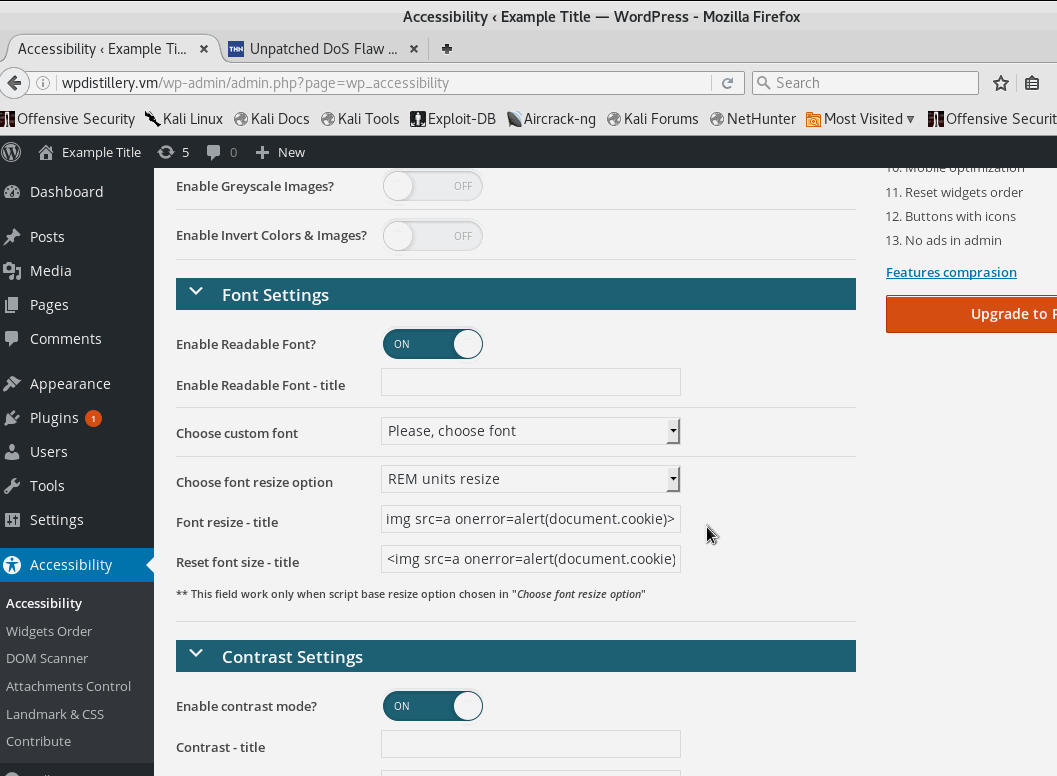 Accessibility ‹ Example Title — WordPress - Mozilla Firefox
Accessibility ‹ Example Ti... × THN Unpatched DoS Flaw ... ×
wpdistillery.vm/wp-admin/admin.php?page=wp_accessibility Search
Offensive Security Kali Linux Kali Docs Kali Tools Exploit-DB Aircrack-ng Kali Forums NetHunter Most Visited Offensive Securit
Example Title 5 0 New
Dashboard
Posts
Media
Pages
Comments
Appearance
Plugins 1
Users
Tools
Settings
Accessibility
Accessibility
Widgets Order
DOM Scanner
Attachments Control
Landmark & CSS
Contribute
Enable Greyscale Images? OFF
Enable Invert Colors & Images? OFF
Font Settings
Enable Readable Font? ON
Enable Readable Font - title
Choose custom font Please, choose font
Choose font resize option REM units resize
Font resize - title img src=a onerror=alert(document.cookie)>
Reset font size - title <img src=a onerror=alert(document.cookie)
** This field work only when script base resize option chosen in "Choose font resize option"
Contrast Settings
Enable contrast mode? ON
Contrast - title
10. Mobile optimization
11. Reset widgets order
12. Buttons with icons
13. No ads in admin
Features comprasion
Upgrade to